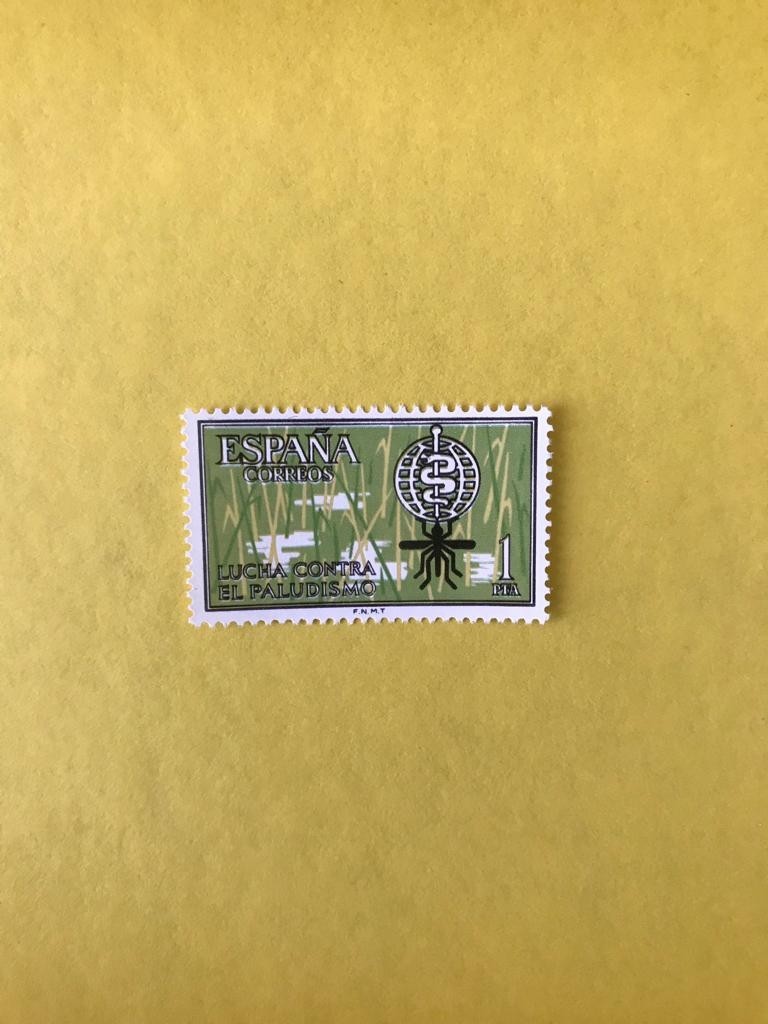 ESPAÑA
CORREOS
LUCHA CONTRA
EL PALUDISMO
1
PTA
F.N.M.T